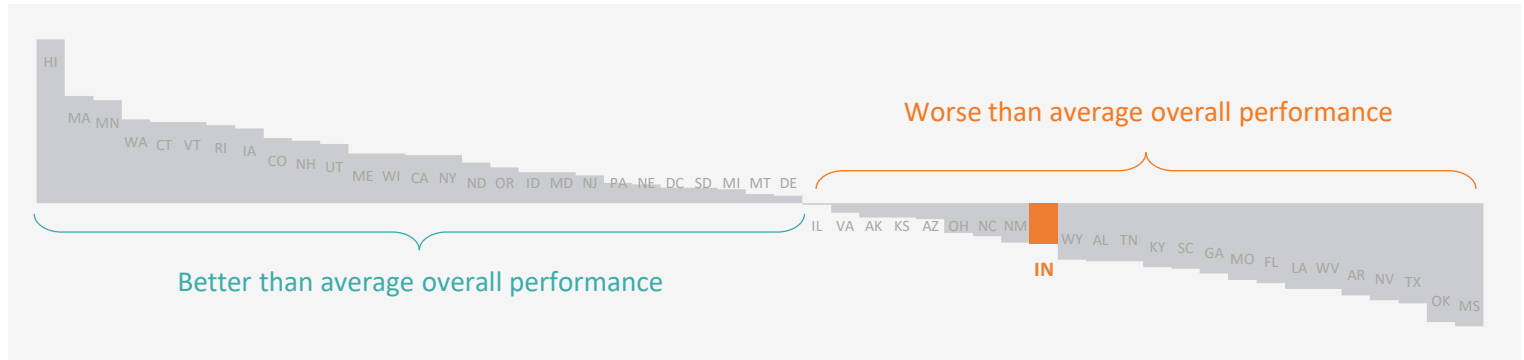 HI
MA
MN
WA
CT
VT
RI
IA
CO
NH
UT
ME
WI
CA
NY
ND
OR
ID
MD
NJ
PA
NE
DC
SD
MI
MT
DE
Worse than average overall performance
IL
VA
AK
KS
AZ
OH
NC
NM
IN
WY
AL
TN
KY
SC
GA
MO
FL
LA
WV
AR
NV
TX
OK
MS
Better than average overall performance